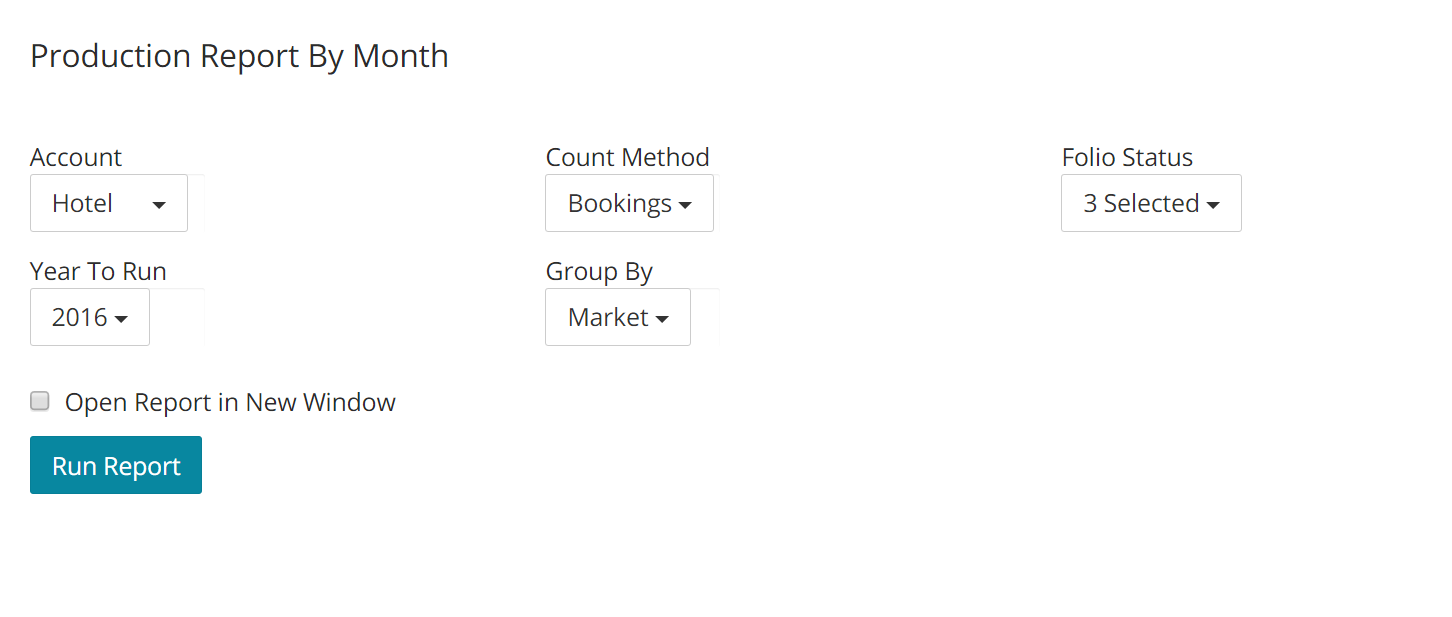 Production Report By Month
Account
Count Method
Folio Status
Hotel
Bookings
3 Selected
Year To Run
Group By
2016
Market
Open Report in New Window
Run Report